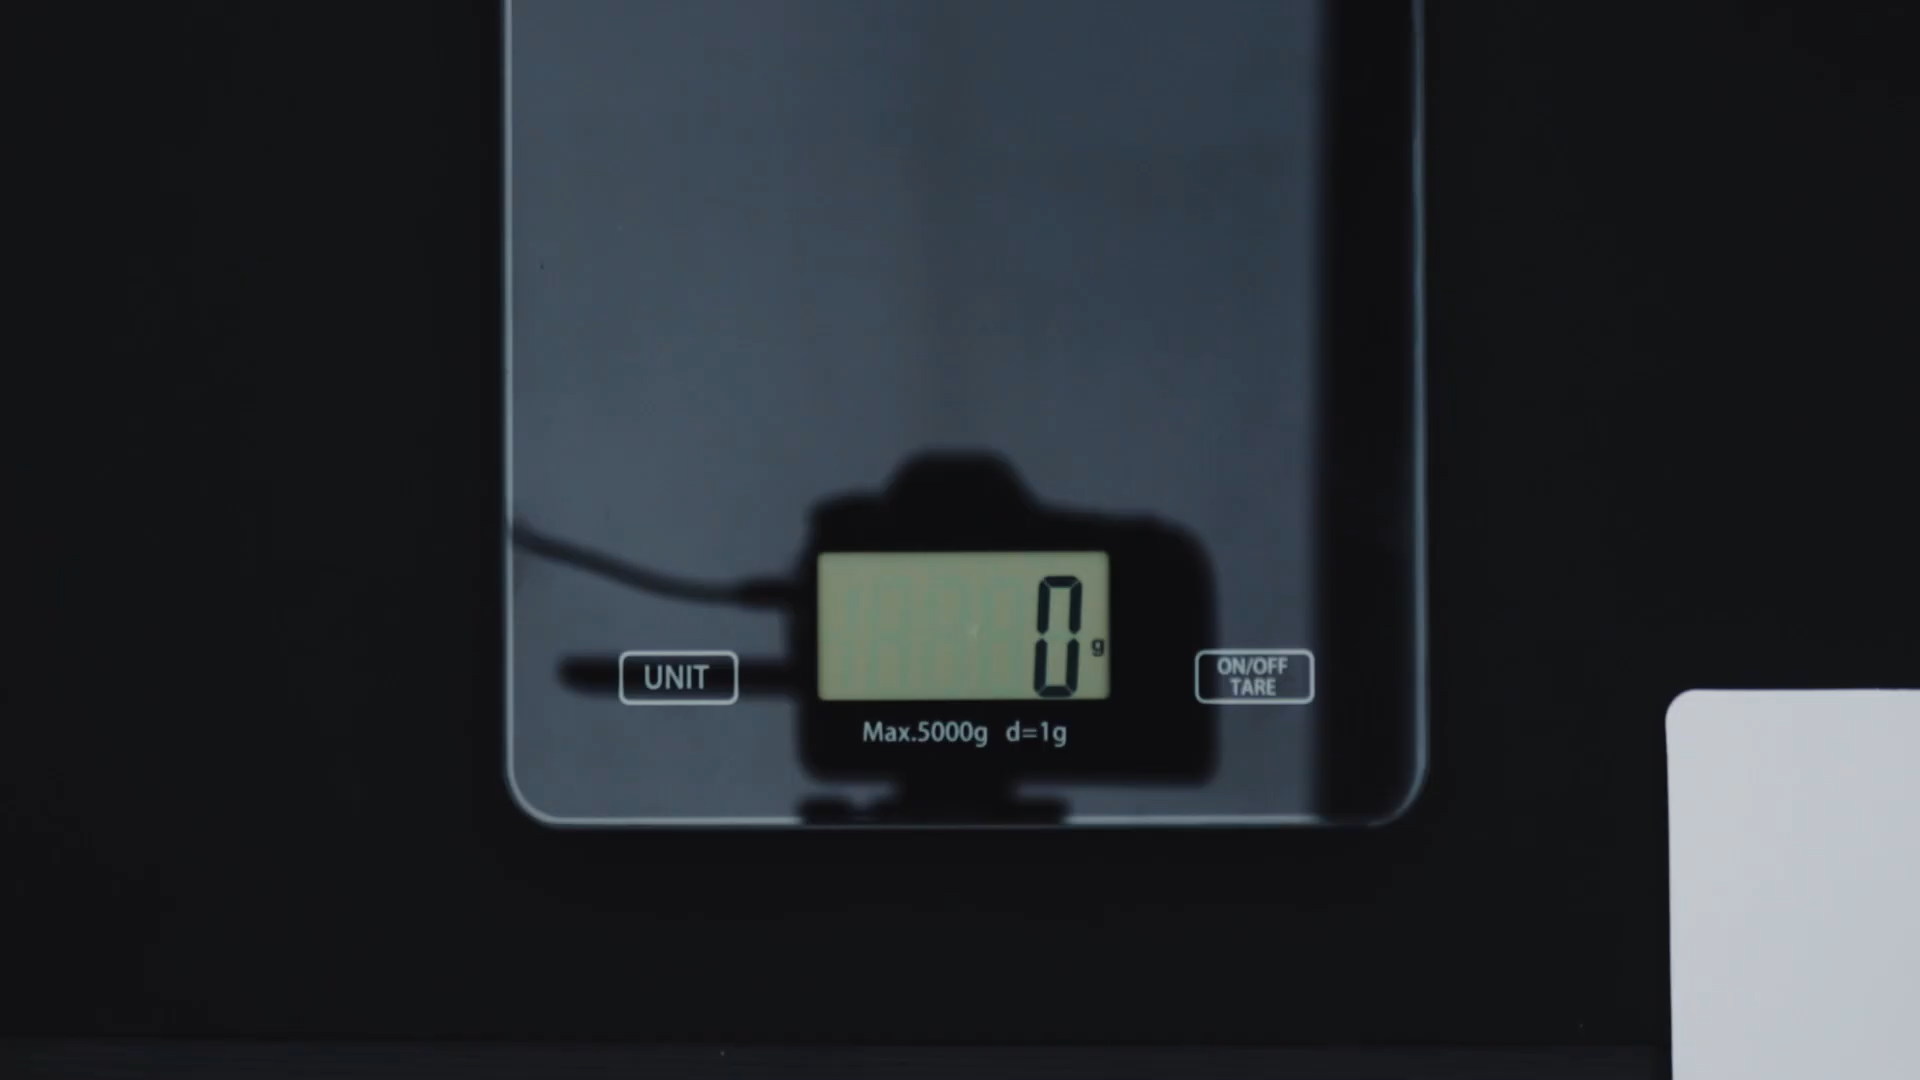 0 g
UNIT
ON/OFF
TARE
Max.5000g d=1g